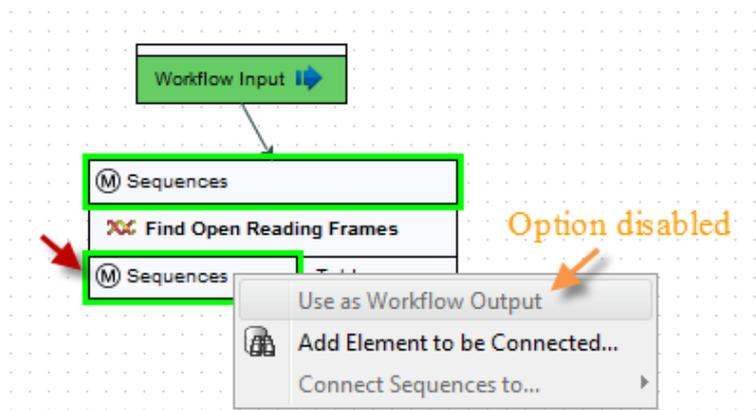 Workflow Input
M Sequences
Find Open Reading Frames
Option disabled
M Sequences
Use as Workflow Output
Add Element to be Connected...
Connect Sequences to...